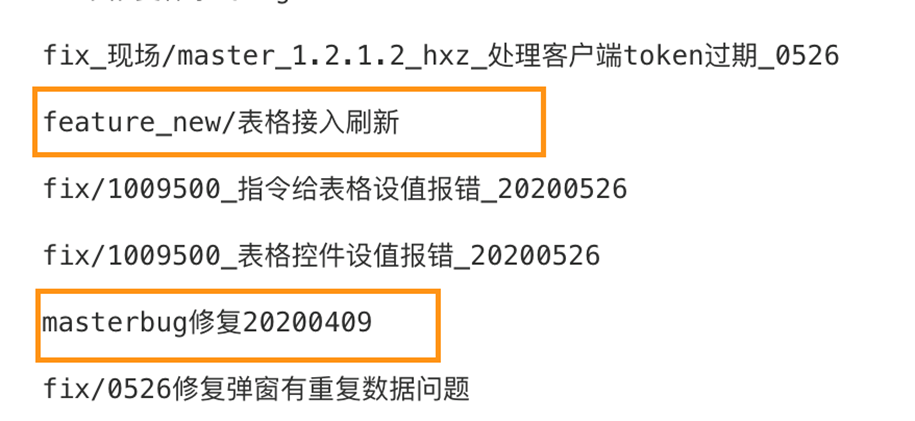 fix_现场/master_1.2.1.2_hxz_处理客户端token过期_0526
feature_new/表格接入刷新
fix/1009500_指令给表格设值报错_20200526
fix/1009500_表格控件设值报错_20200526
masterbug修复20200409
fix/0526修复弹窗有重复数据问题